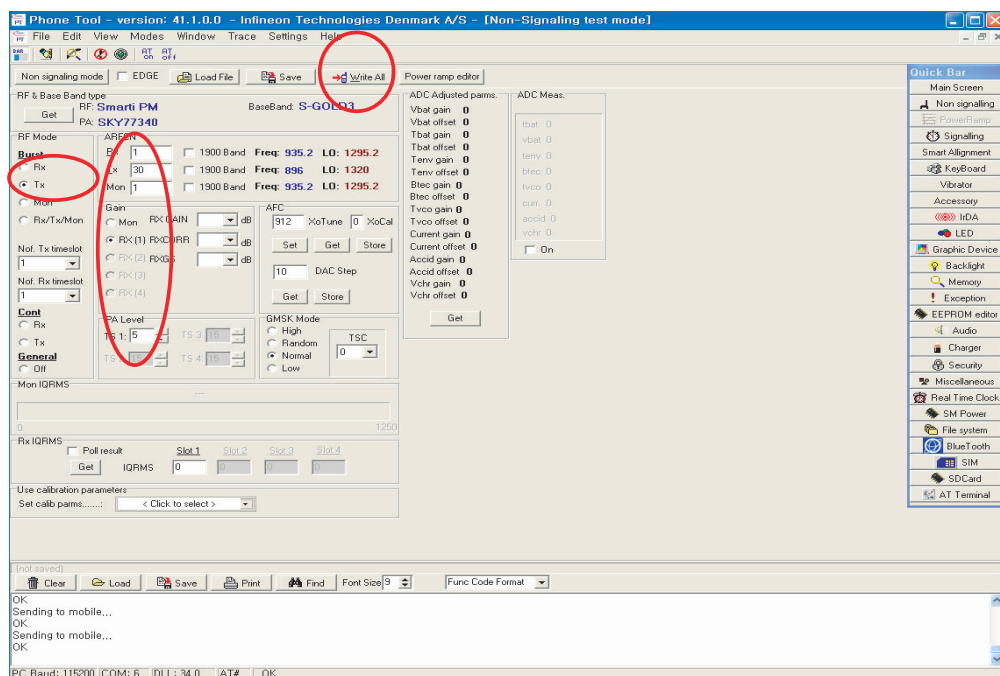 Phone Tool - version: 41.1.0.0 - Infineon Technologies Denmark A/S - [Non-Signaling test mode]
File Edit View Modes Window Trace Settings Help
AT on AT off
Non signaling mode EDGE Load File Save Write All Power ramp editor
RF & Base Band type
Get
RF: Smarti PM BaseBand: S-GOLD3
PA: SKY77340
RF Mode
Burst
Rx
Tx
Mon
Rx/Tx/Mon
Nof. Tx timeslot
1
Nof. Rx timeslot
1
Cont
Rx
Tx
General
Off
ARFCN
Rx 1 1900 Band Freq: 935.2 LO: 1295.2
Tx 30 1900 Band Freq: 896 LO: 1320
Mon 1 1900 Band Freq: 935.2 LO: 1295.2
Gain
Mon RX GAIN dB
RX (1) RXCORR dB
RX (2) RXGS dB
RX (3)
RX (4)
AFC
912 XoTune 0 XoCal
Set Get Store
10 DAC Step
Get Store
PA Level
TS 1: 5 TS 3: 15
15 TS 4: 15
GMSK Mode
High
Random
Normal
Low
TSC
0
Mon IQRMS
---
0 1250
Rx IQRMS
Poll result Slot 1 Slot 2 Slot 3 Slot 4
Get IQRMS 0 0 0 0
Use calibration parameters
Set calib parms......: < Click to select >
ADC Adjusted parms.
Vbat gain 0
Vbat offset 0
Tbat gain 0
Tbat offset 0
Tenv gain 0
Tenv offset 0
Btec gain 0
Btec offset 0
Tvco gain 0
Tvco offset 0
Current gain 0
Current offset 0
Accid gain 0
Accid offset 0
Vchr gain 0
Vchr offset 0
Get
ADC Meas.
tbat 0
vbat 0
tenv 0
btec 0
tvco 0
curr 0
accid 0
vchr 0
On
Quick Bar
Main Screen
Non signalling
PowerRamp
Signalling
Smart Allignment
KeyBoard
Vibrator
Accessory
IrDA
LED
Graphic Device
Backlight
Memory
Exception
EEPROM editor
Audio
Charger
Security
Miscellaneous
Real Time Clock
SM Power
File system
BlueTooth
SIM
SDCard
AT Terminal
(not saved)
Clear Load Save Print Find Font Size 9 Func Code Format
OK
Sending to mobile...
OK
Sending to mobile...
OK
PC Baud: 115200 COM: 6 DLL: 34.0 AT# OK